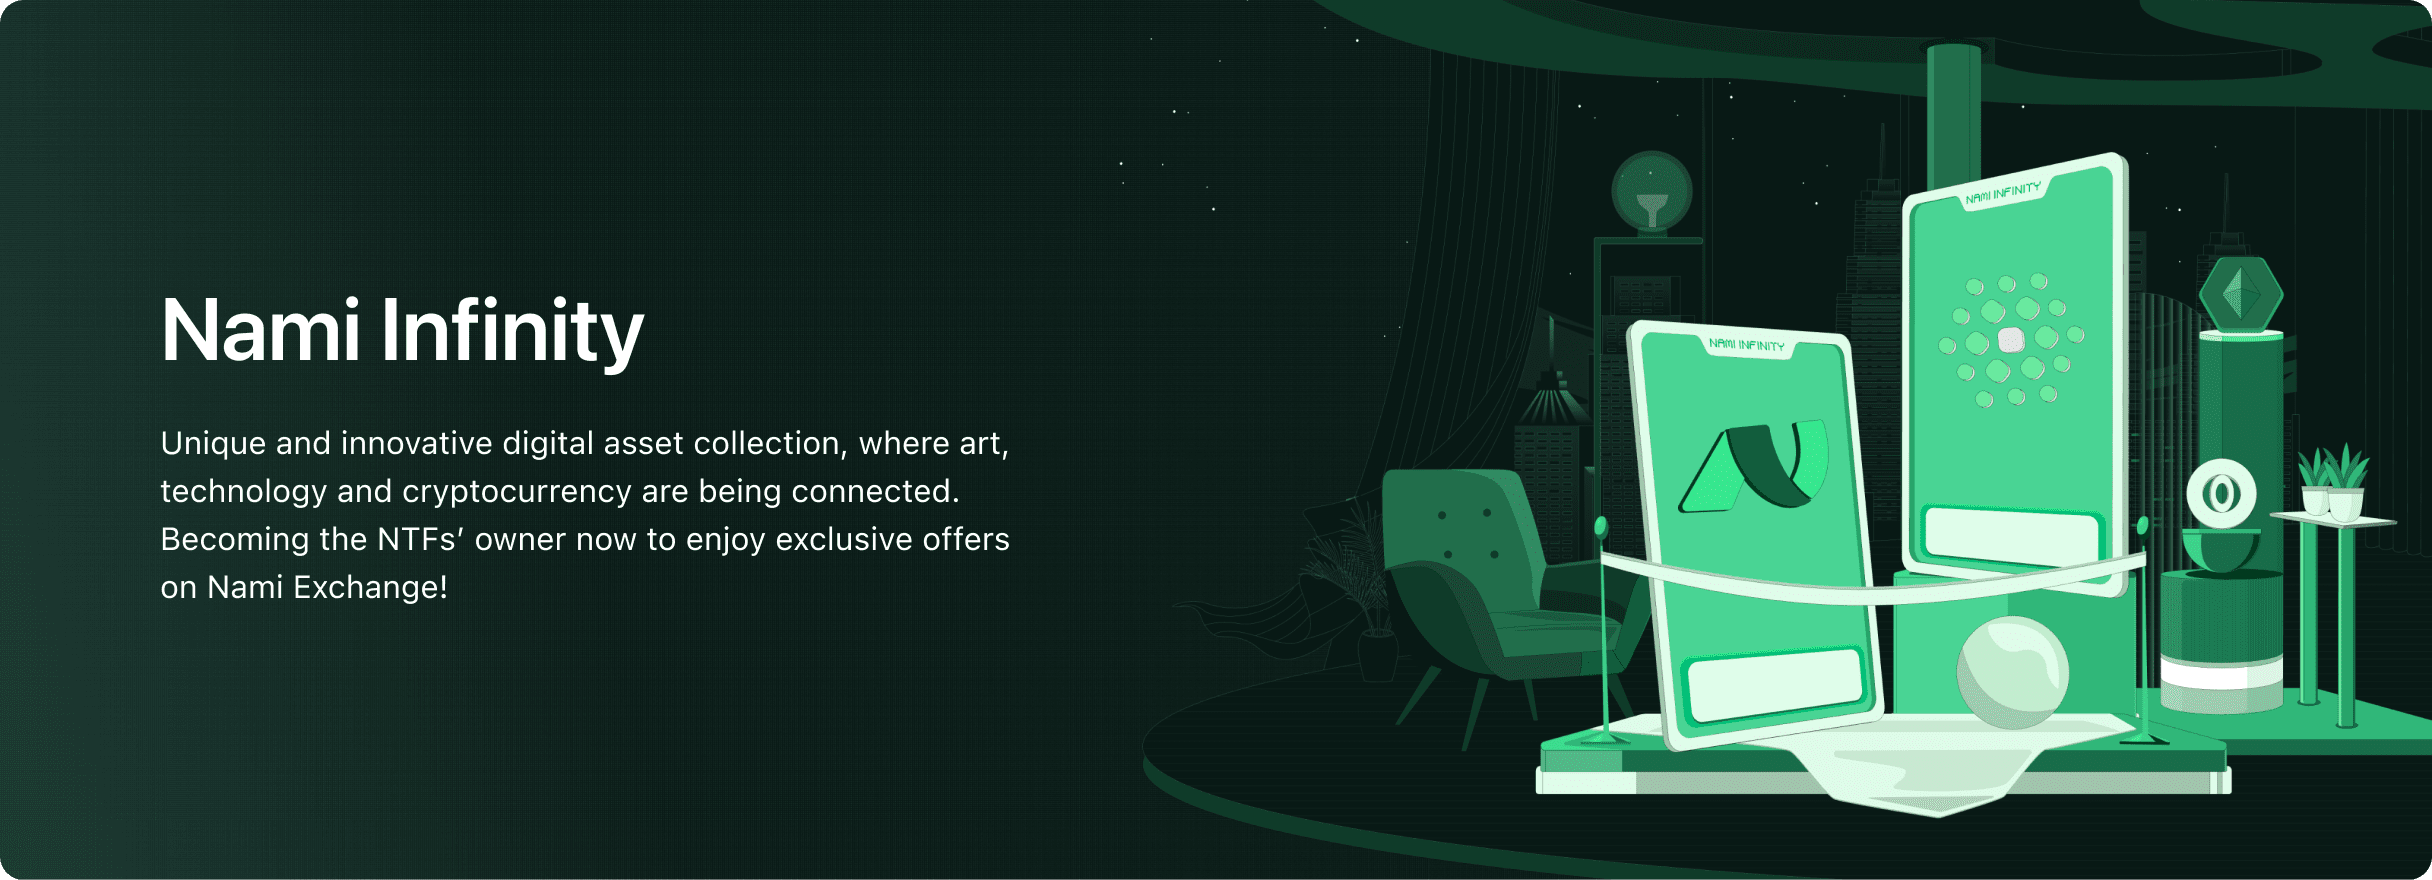 Nami Infinity
Unique and innovative digital asset collection, where art,
technology and cryptocurrency are being connected.
Becoming the NTFs’ owner now to enjoy exclusive offers
on Nami Exchange!
NAMI INFINITY
NAMI INFINITY